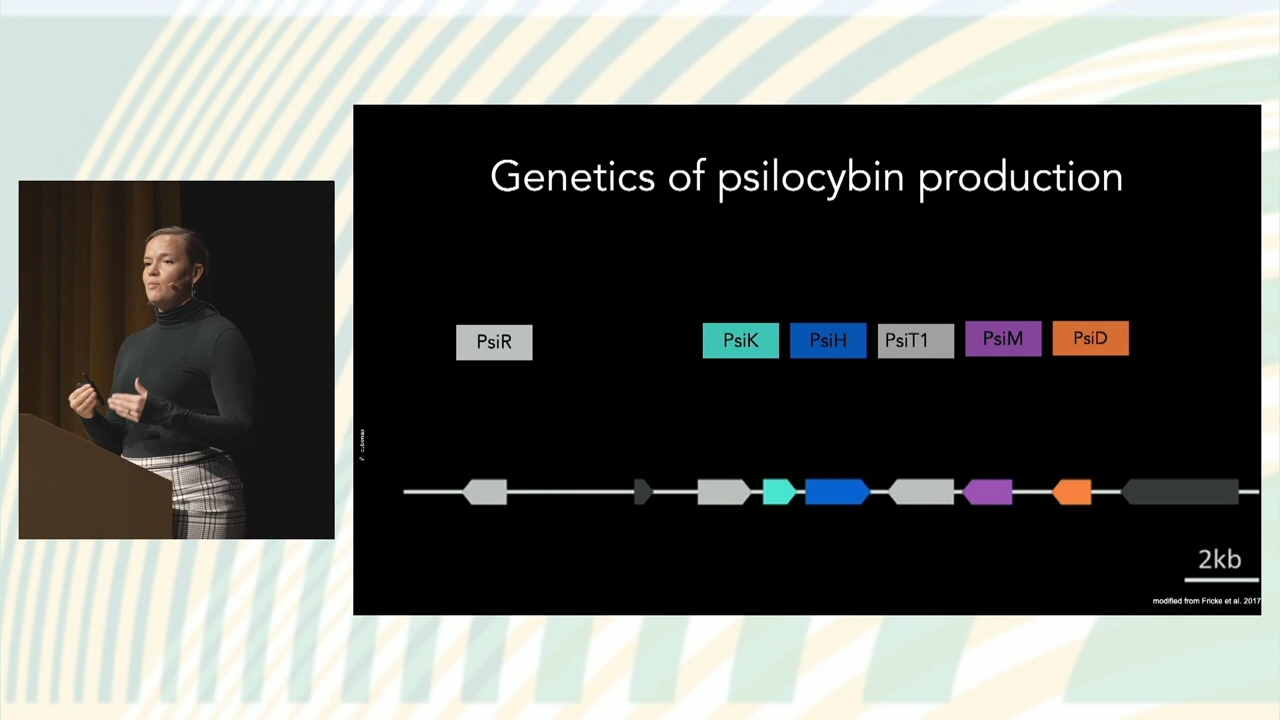 Genetics of psilocybin production
PsiR
PsiK
PsiH
PsiT1
PsiM
PsiD
2kb
modified from Fricke et al. 2017